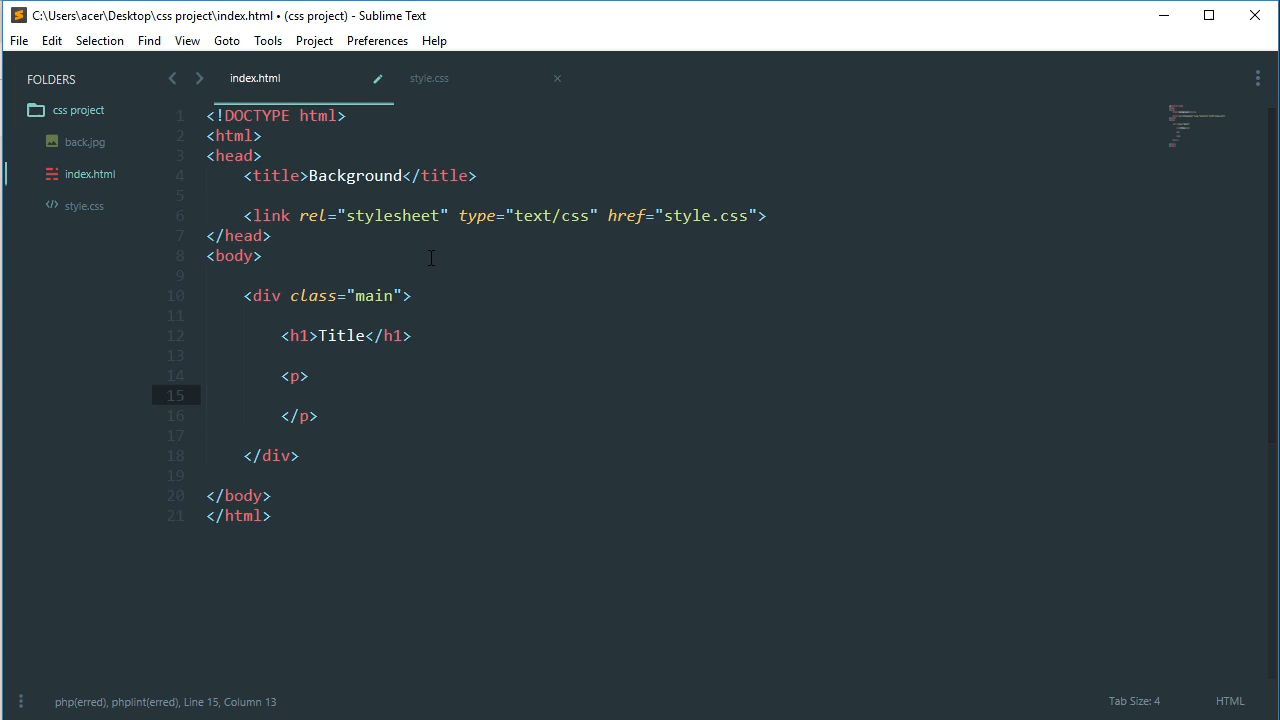 C:\Users\acer\Desktop\css project\index.html • (css project) - Sublime Text
File Edit Selection Find View Goto Tools Project Preferences Help
FOLDERS
css project
back.jpg
index.html
style.css
index.html style.css
1 <!DOCTYPE html>
2 <html>
3 <head>
4 <title>Background</title>
5
6 <link rel="stylesheet" type="text/css" href="style.css">
7 </head>
8 <body>
9
10 <div class="main">
11
12 <h1>Title</h1>
13
14 <p>
15
16 </p>
17
18 </div>
19
20 </body>
21 </html>
php(erred), phplint(erred), Line 15, Column 13 Tab Size: 4 HTML